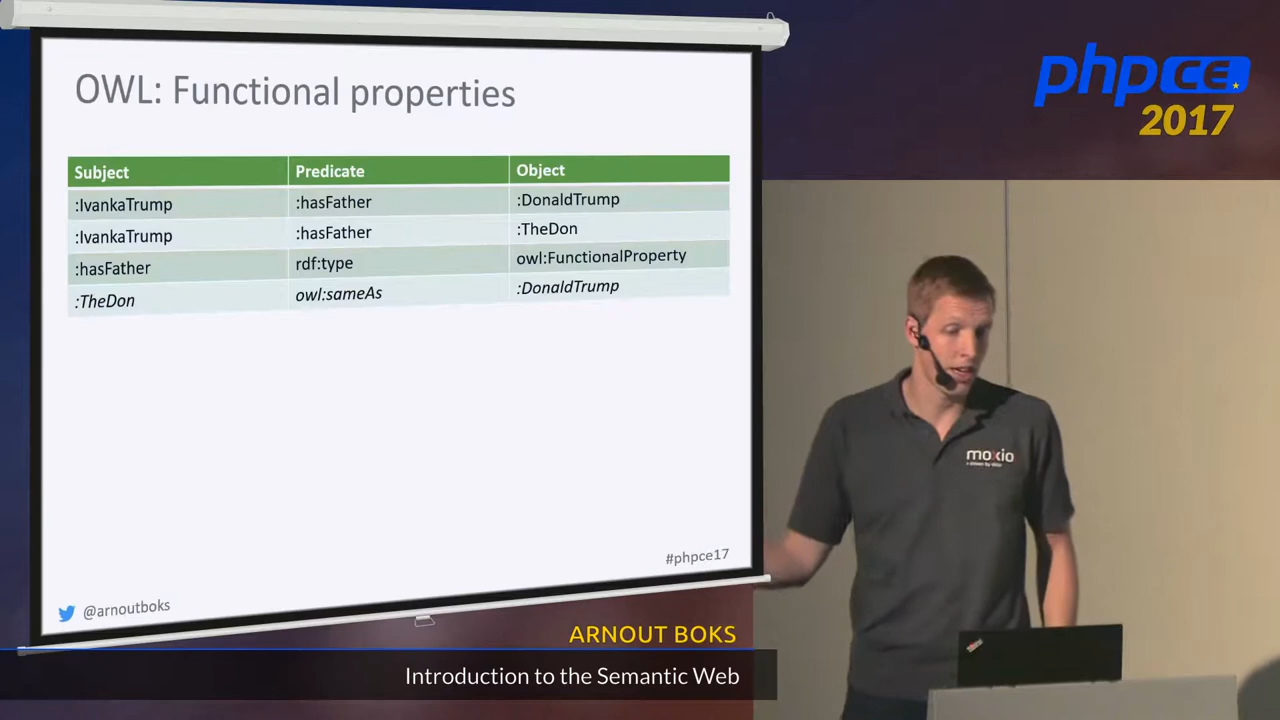 OWL: Functional properties
Subject Predicate Object
:IvankaTrump :hasFather :DonaldTrump
:IvankaTrump :hasFather :TheDon
:hasFather rdf:type owl:FunctionalProperty
:TheDon owl:sameAs :DonaldTrump
#phpce17
@arnoutboks
phpCE
2017
moxio
ARNOUT BOKS
Introduction to the Semantic Web